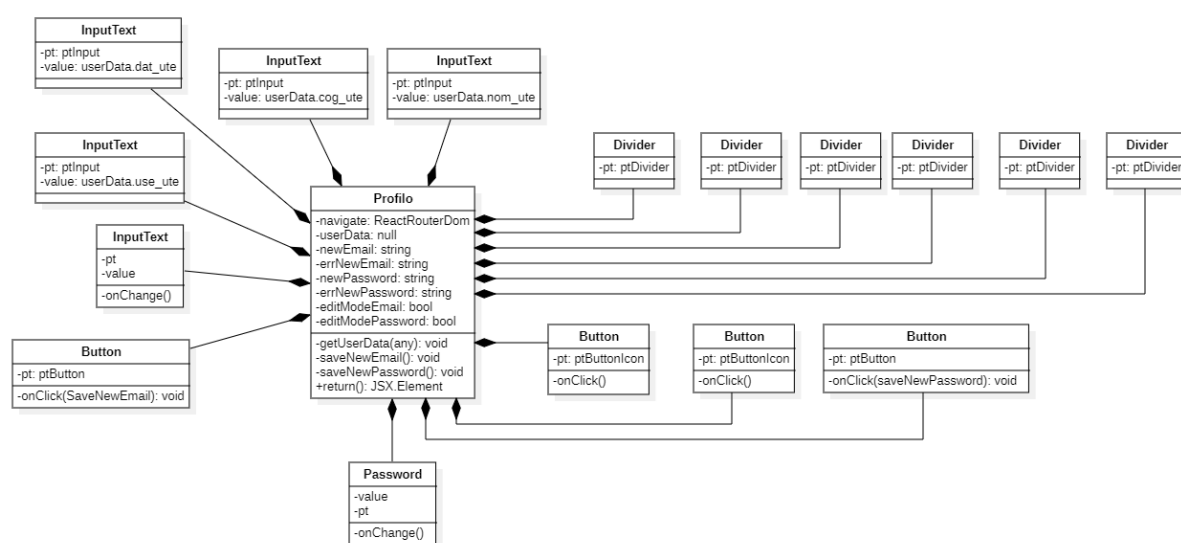 InputText
-pt: ptInput
-value: userData.dat_ute
InputText
-pt: ptInput
-value: userData.cog_ute
InputText
-pt: ptInput
-value: userData.nom_ute
InputText
-pt: ptInput
-value: userData.use_ute
Divider
-pt: ptDivider
Divider
-pt: ptDivider
Divider
-pt: ptDivider
Divider
-pt: ptDivider
Divider
-pt: ptDivider
Divider
-pt: ptDivider
Profilo
-navigate: ReactRouterDom
-userData: null
-newEmail: string
-errNewEmail: string
-newPassword: string
-errNewPassword: string
-editModeEmail: bool
-editModePassword: bool
-getUserData(any): void
-saveNewEmail(): void
-saveNewPassword(): void
+return(): JSX.Element
InputText
-pt
-value
-onChange()
Button
-pt: ptButton
-onClick(SaveNewEmail): void
Button
-pt: ptButtonIcon
-onClick()
Button
-pt: ptButtonIcon
-onClick()
Button
-pt: ptButton
-onClick(saveNewPassword): void
Password
-value
-pt
-onChange()